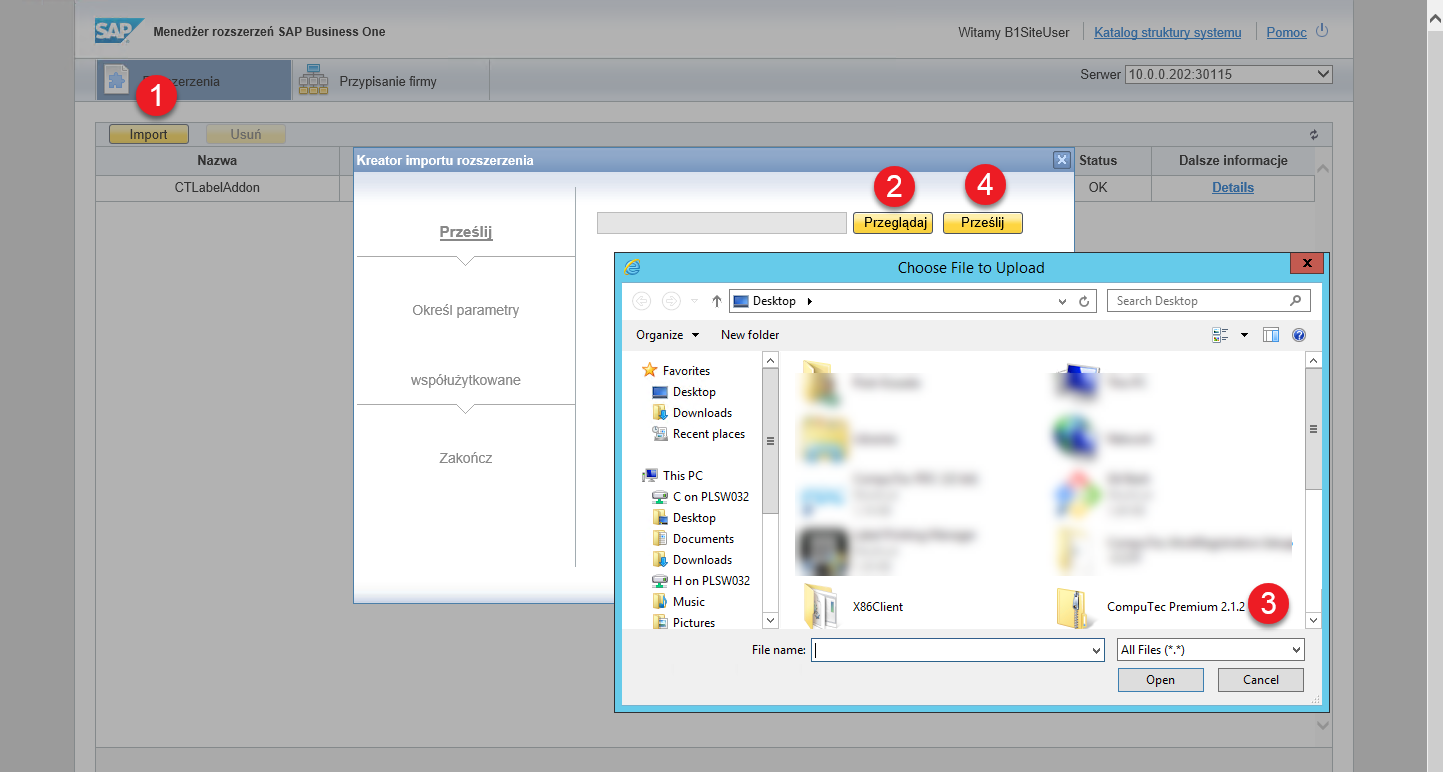 SAP Menedżer rozszerzeń SAP Business One
Witamy B1SiteUser Katalog struktury systemu Pomoc
Przypisanie firmy
Serwer 10.0.0.202:30115
1
Import Usuń
Nazwa Status Dalsze informacje
CTLabelAddon OK Details
Kreator importu rozszerzenia
2 4
Prześlij
Przeglądaj Prześlij
Określ parametry
współużytkowane
Zakończ
Choose File to Upload
Desktop
Search Desktop
Organize New folder
Favorites
Desktop
Downloads
Recent places
This PC
C on PLSW032
Desktop
Documents
Downloads
H on PLSW032
Music
Pictures
X86Client CompuTec Premium 2.1.2 3
File name: All Files (*.*)
Open Cancel